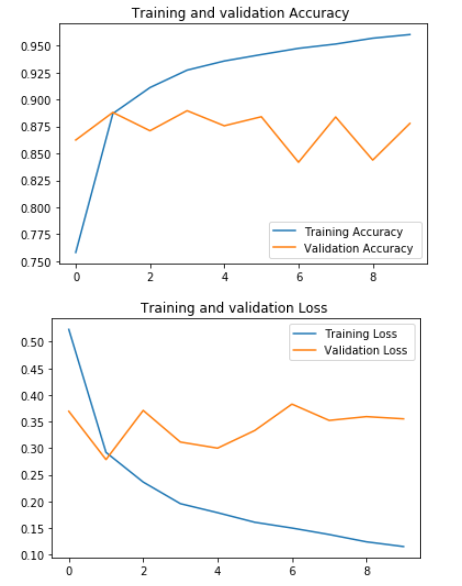 Training and validation Accuracy
0.950
0.925
0.900
0.875
0.850
0.825
0.800
0.775
0.750
Training Accuracy
Validation Accuracy
0 2 4 6 8
Training and validation Loss
0.50
0.45
0.40
0.35
0.30
0.25
0.20
0.15
0.10
Training Loss
Validation Loss
0 2 4 6 8